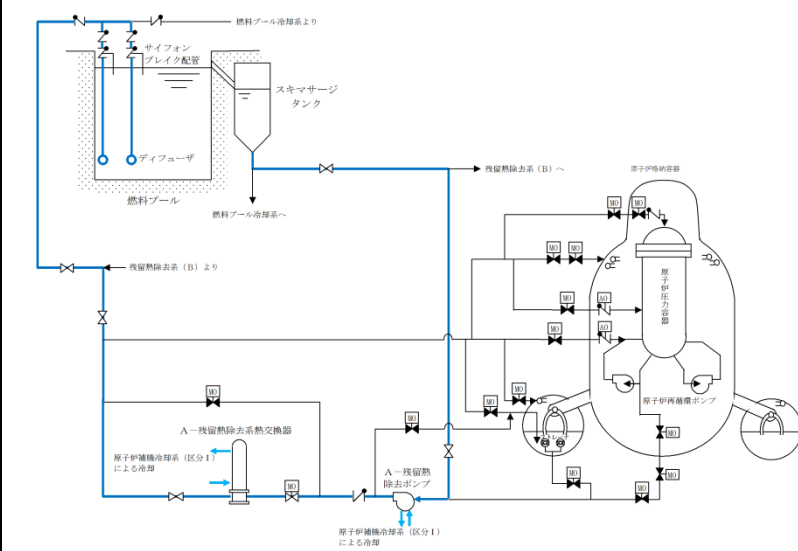 燃料プール冷却系より
サイフォン
ブレイク配管
スキマサージ
タンク
ディフューザ
燃料プール
燃料プール冷却系へ
残留熱除去系（B）へ
原子炉格納容器
MO
MO
MO
MO
残留熱除去系（B）より
原子炉圧力容器
MO
AO
MO
AO
MO
MO
MO
MO
原子炉再循環ポンプ
ストレーナ
MO
A－残留熱除去系熱交換器
原子炉補機冷却系（区分Ⅰ）
による冷却
MO
A－残留熱
除去ポンプ
MO
MO
MO
原子炉補機冷却系（区分Ⅰ）
による冷却